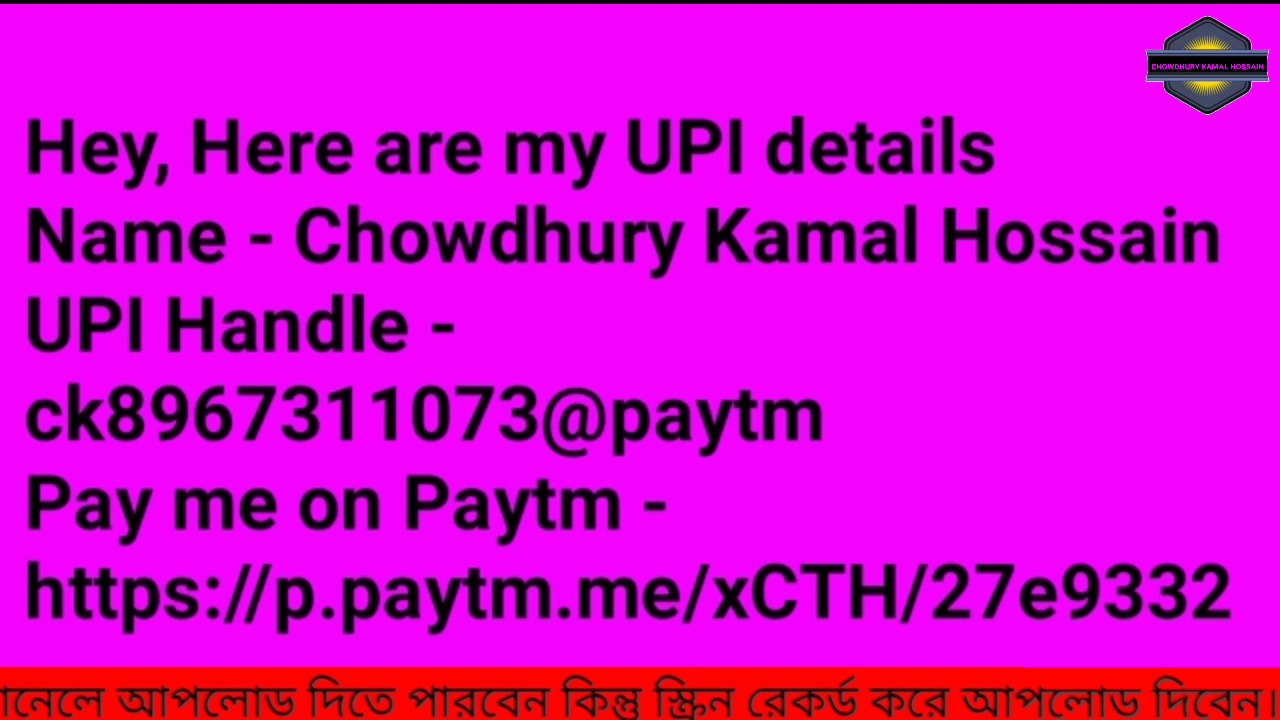 CHOWDHURY KAMAL HOSSAIN
Hey, Here are my UPI details
Name - Chowdhury Kamal Hossain
UPI Handle -
ck8967311073@paytm
Pay me on Paytm -
https://p.paytm.me/xCTH/27e9332
আপলোড দিতে পারবেন কিন্তু স্ক্রিন রেকর্ড করে আপলোড দিবেন।